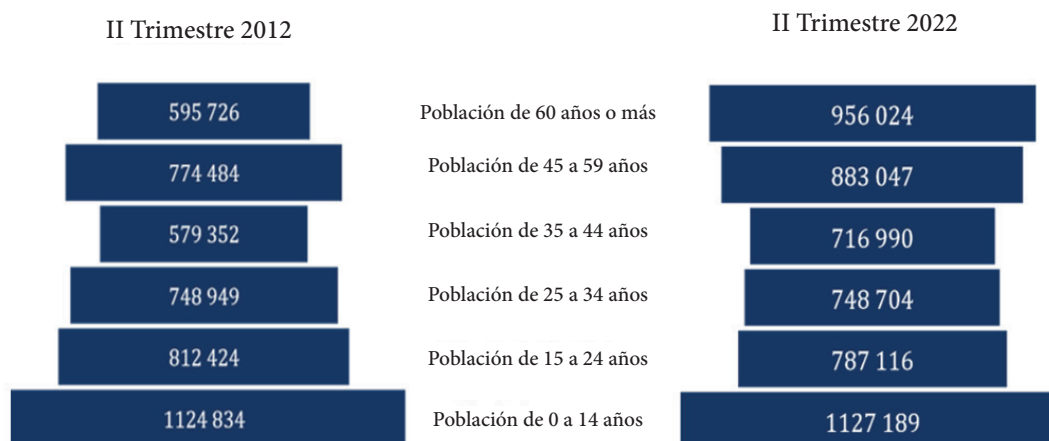 II Trimestre 2012
II Trimestre 2022
595 726
Población de 60 años o más
956 024
774 484
Población de 45 a 59 años
883 047
579 352
Población de 35 a 44 años
716 990
748 949
Población de 25 a 34 años
748 704
812 424
Población de 15 a 24 años
787 116
1124 834
Población de 0 a 14 años
1127 189